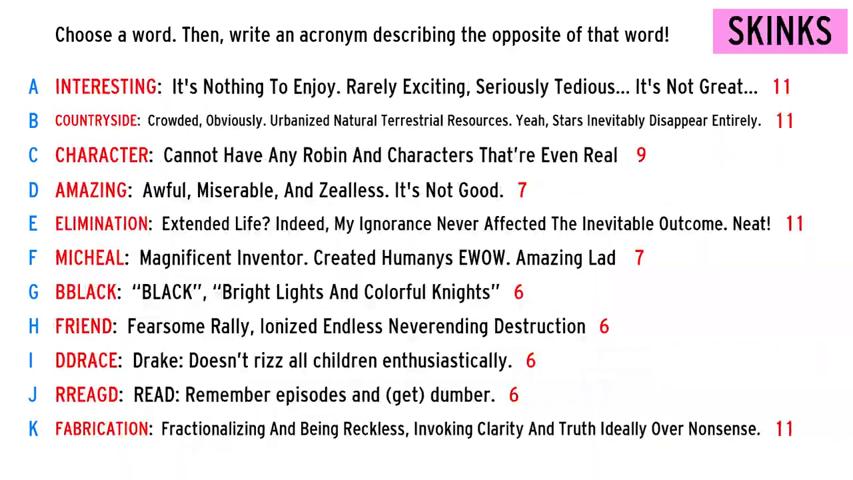 Choose a word. Then, write an acronym describing the opposite of that word!
SKINKS
A INTERESTING: It's Nothing To Enjoy. Rarely Exciting, Seriously Tedious... It's Not Great... 11
B COUNTRYSIDE: Crowded, Obviously. Urbanized Natural Terrestrial Resources. Yeah, Stars Inevitably Disappear Entirely. 11
C CHARACTER: Cannot Have Any Robin And Characters That're Even Real 9
D AMAZING: Awful, Miserable, And Zealless. It's Not Good. 7
E ELIMINATION: Extended Life? Indeed, My Ignorance Never Affected The Inevitable Outcome. Neat! 11
F MICHEAL: Magnificent Inventor. Created Humanys EWOW. Amazing Lad 7
G BBLACK: “BLACK”, “Bright Lights And Colorful Knights” 6
H FRIEND: Fearsome Rally, Ionized Endless Neverending Destruction 6
I DDRACE: Drake: Doesn't rizz all children enthusiastically. 6
J RREAGD: READ: Remember episodes and (get) dumber. 6
K FABRICATION: Fractionalizing And Being Reckless, Invoking Clarity And Truth Ideally Over Nonsense. 11